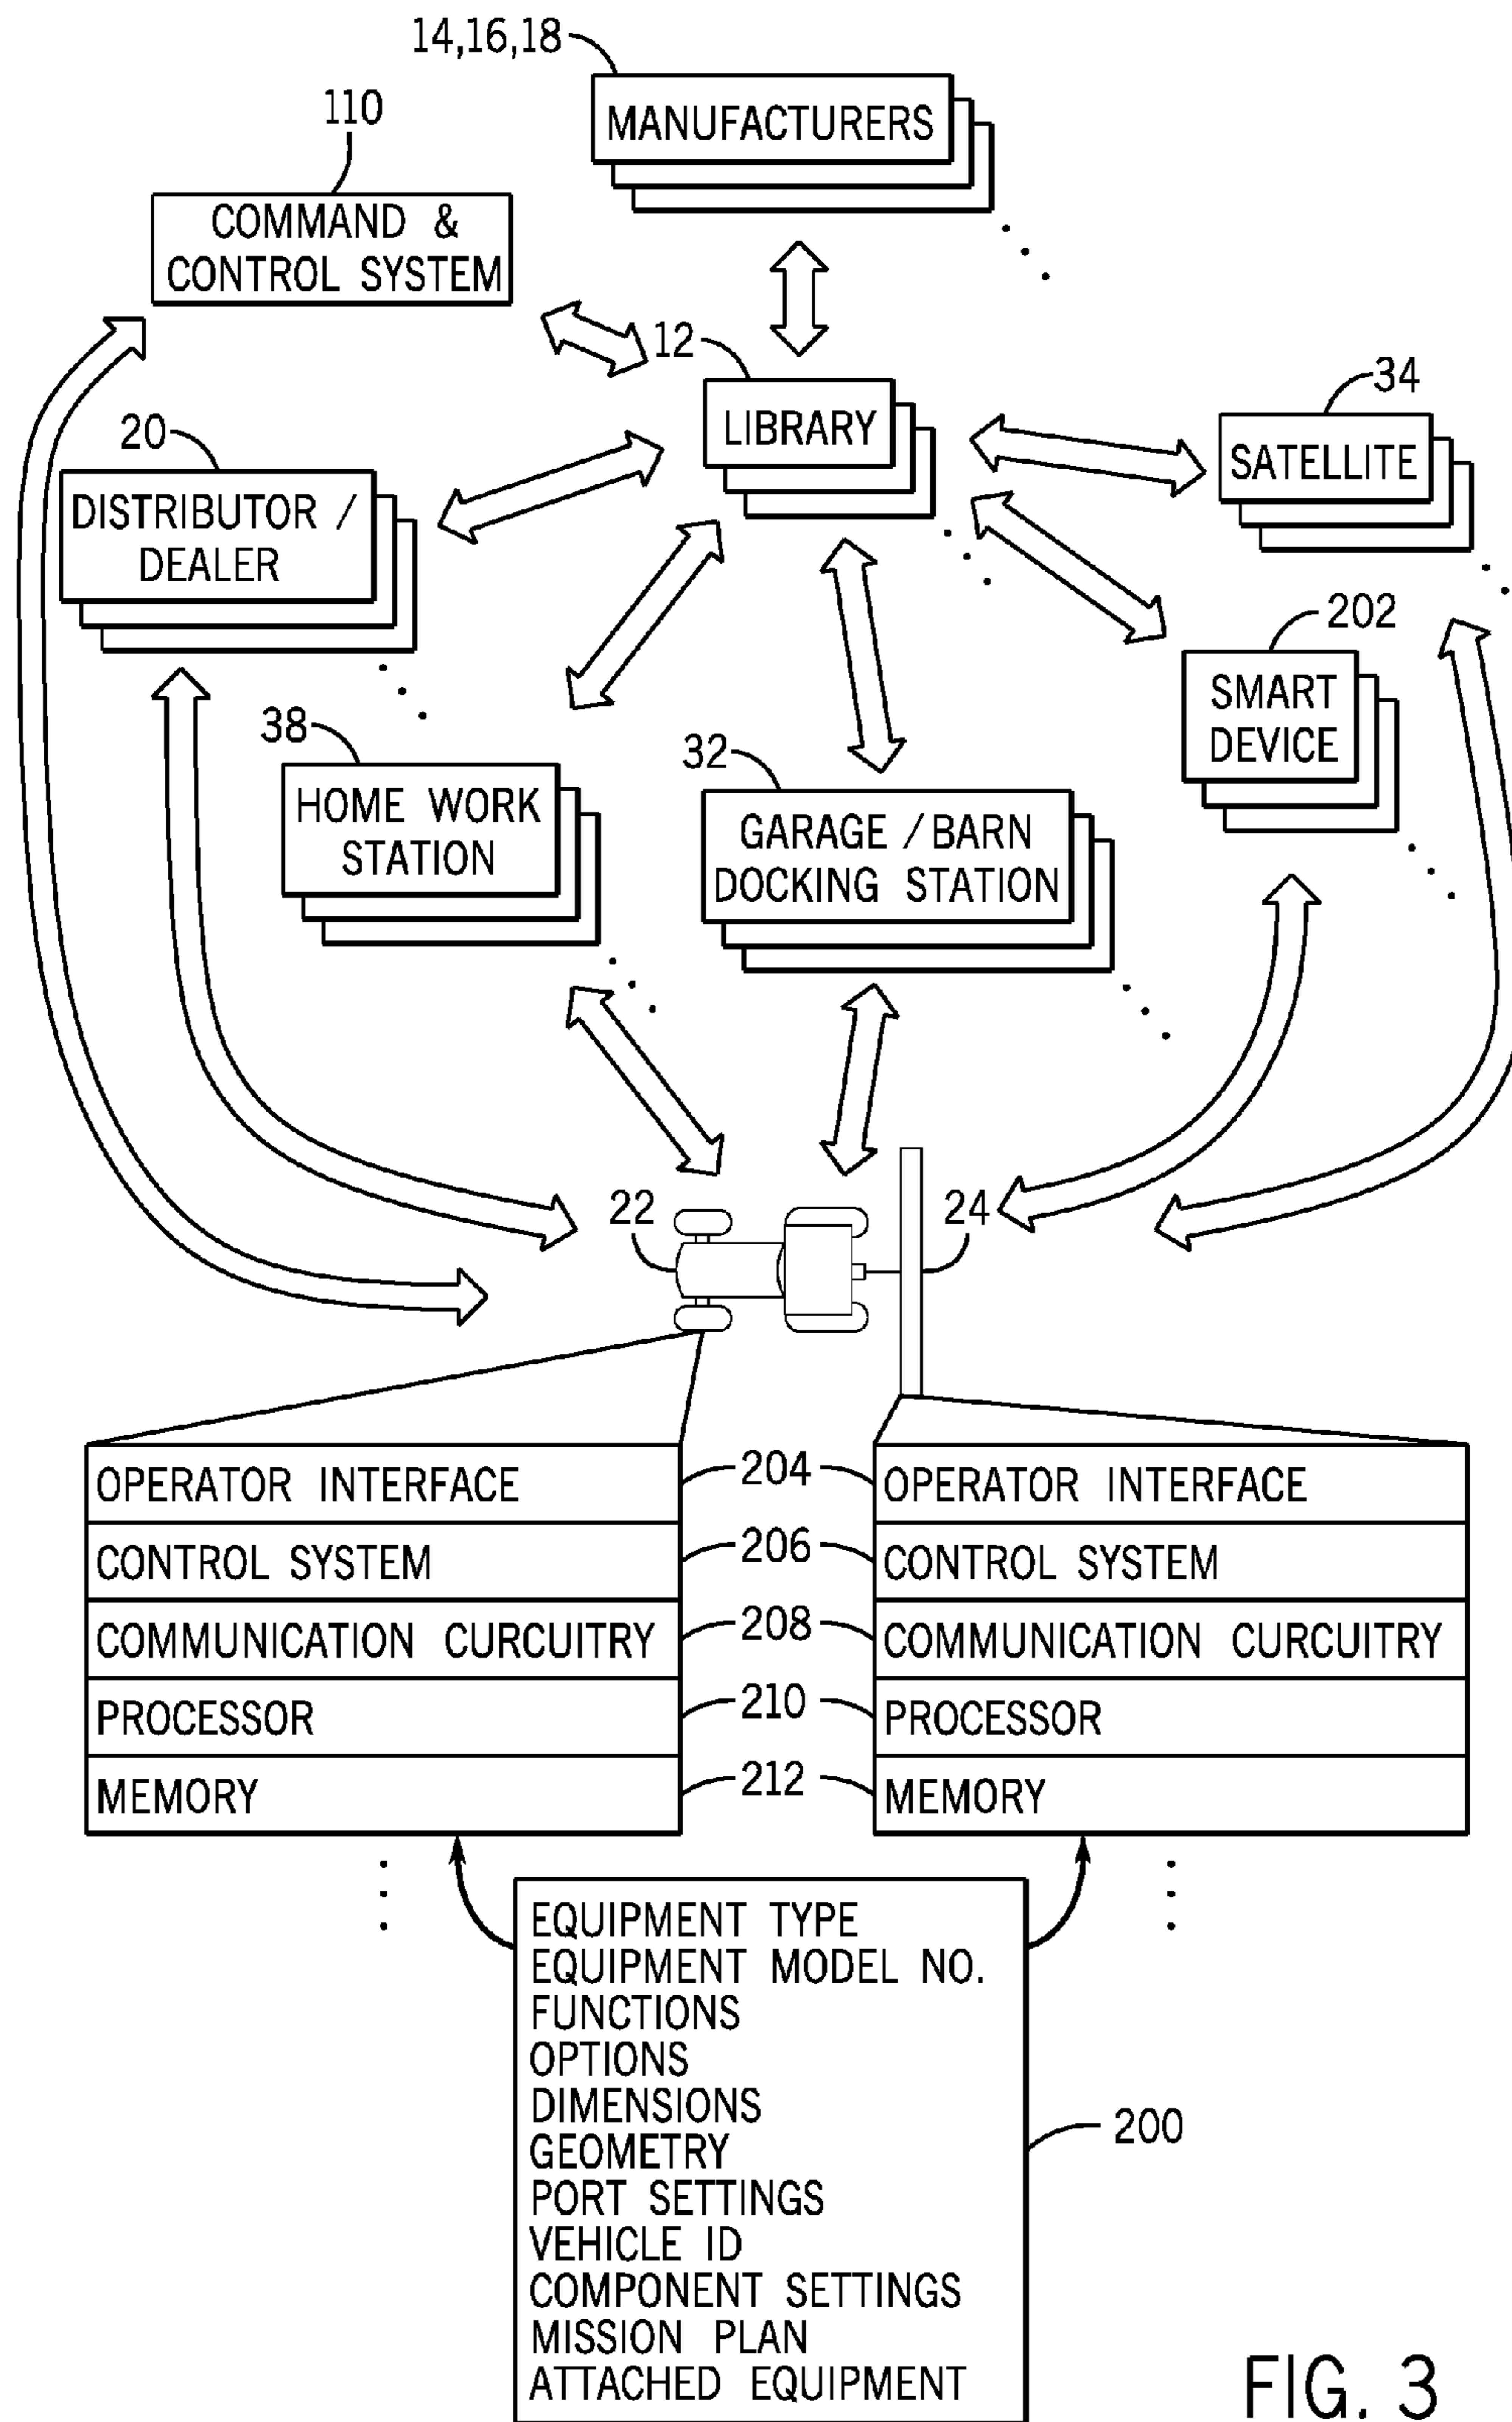 14,16,18
MANUFACTURERS
110
COMMAND &
CONTROL SYSTEM
12
LIBRARY
34
SATELLITE
20
DISTRIBUTOR /
DEALER
202
SMART
DEVICE
38
HOME WORK
STATION
32
GARAGE / BARN
DOCKING STATION
22
24
OPERATOR INTERFACE
204
OPERATOR INTERFACE
CONTROL SYSTEM
206
CONTROL SYSTEM
COMMUNICATION CURCUITRY
208
COMMUNICATION CURCUITRY
PROCESSOR
210
PROCESSOR
MEMORY
212
MEMORY
EQUIPMENT TYPE
EQUIPMENT MODEL NO.
FUNCTIONS
OPTIONS
DIMENSIONS
GEOMETRY
PORT SETTINGS
VEHICLE ID
COMPONENT SETTINGS
MISSION PLAN
ATTACHED EQUIPMENT
200
FIG. 3